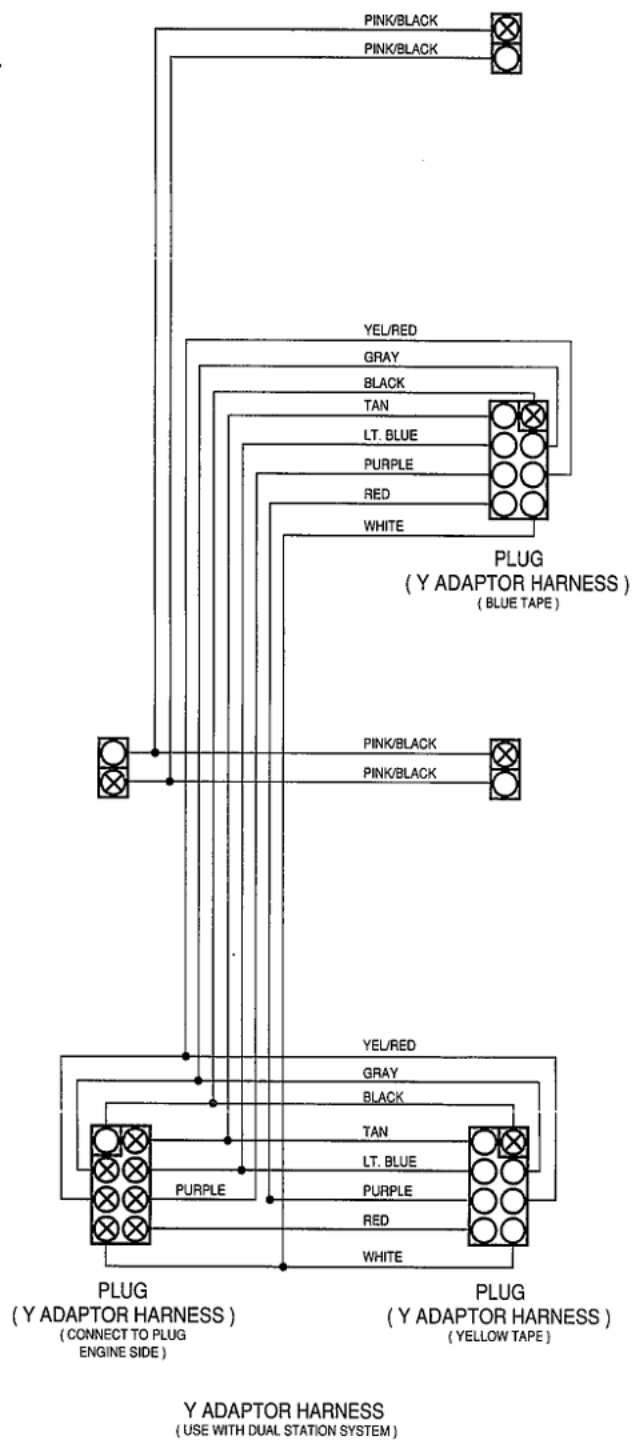 PINK/BLACK
PINK/BLACK
YEL/RED
GRAY
BLACK
TAN
LT. BLUE
PURPLE
RED
WHITE
PLUG
( Y ADAPTOR HARNESS )
( BLUE TAPE )
PINK/BLACK
PINK/BLACK
YEL/RED
GRAY
BLACK
TAN
LT. BLUE
PURPLE
PURPLE
RED
WHITE
PLUG
( Y ADAPTOR HARNESS )
( CONNECT TO PLUG
ENGINE SIDE )
PLUG
( Y ADAPTOR HARNESS )
( YELLOW TAPE )
Y ADAPTOR HARNESS
( USE WITH DUAL STATION SYSTEM )